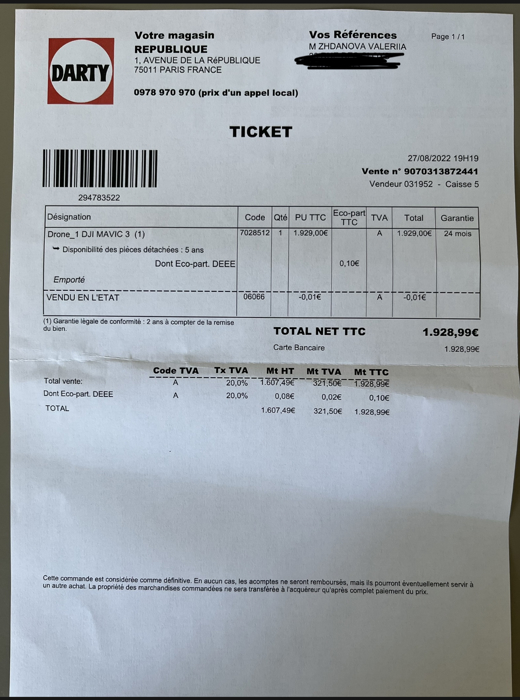 DARTY
Votre magasin
REPUBLIQUE
1, AVENUE DE LA RéPUBLIQUE
75011 PARIS FRANCE
0978 970 970 (prix d'un appel local)
Vos Références
M ZHDANOVA VALERIIA
Page 1 / 1
TICKET
294783522
27/08/2022 19H19
Vente n° 9070313872441
Vendeur 031952 - Caisse 5
Désignation Code Qté PU TTC Eco-part TTC TVA Total Garantie
Drone_1 DJI MAVIC 3 (1) 7028512 1 1.929,00€ A 1.929,00€ 24 mois
Disponibilité des pièces détachées : 5 ans
Dont Eco-part. DEEE 0,10€
Emporté
VENDU EN L'ETAT 06066 -0,01€ A -0,01€
(1) Garantie légale de conformité : 2 ans à compter de la remise
du bien.
TOTAL NET TTC 1.928,99€
Carte Bancaire 1.928,99€
Code TVA Tx TVA Mt HT Mt TVA Mt TTC
Total vente: A 20,0% 1.607,49€ 321,50€ 1.928,99€
Dont Eco-part. DEEE A 20,0% 0,08€ 0,02€ 0,10€
TOTAL 1.607,49€ 321,50€ 1.928,99€
Cette commande est considérée comme définitive. En aucun cas, les acomptes ne seront remboursés, mais ils pourront éventuellement servir à
un autre achat. La propriété des marchandises commandées ne sera transférée à l'acquéreur qu'après complet paiement du prix.